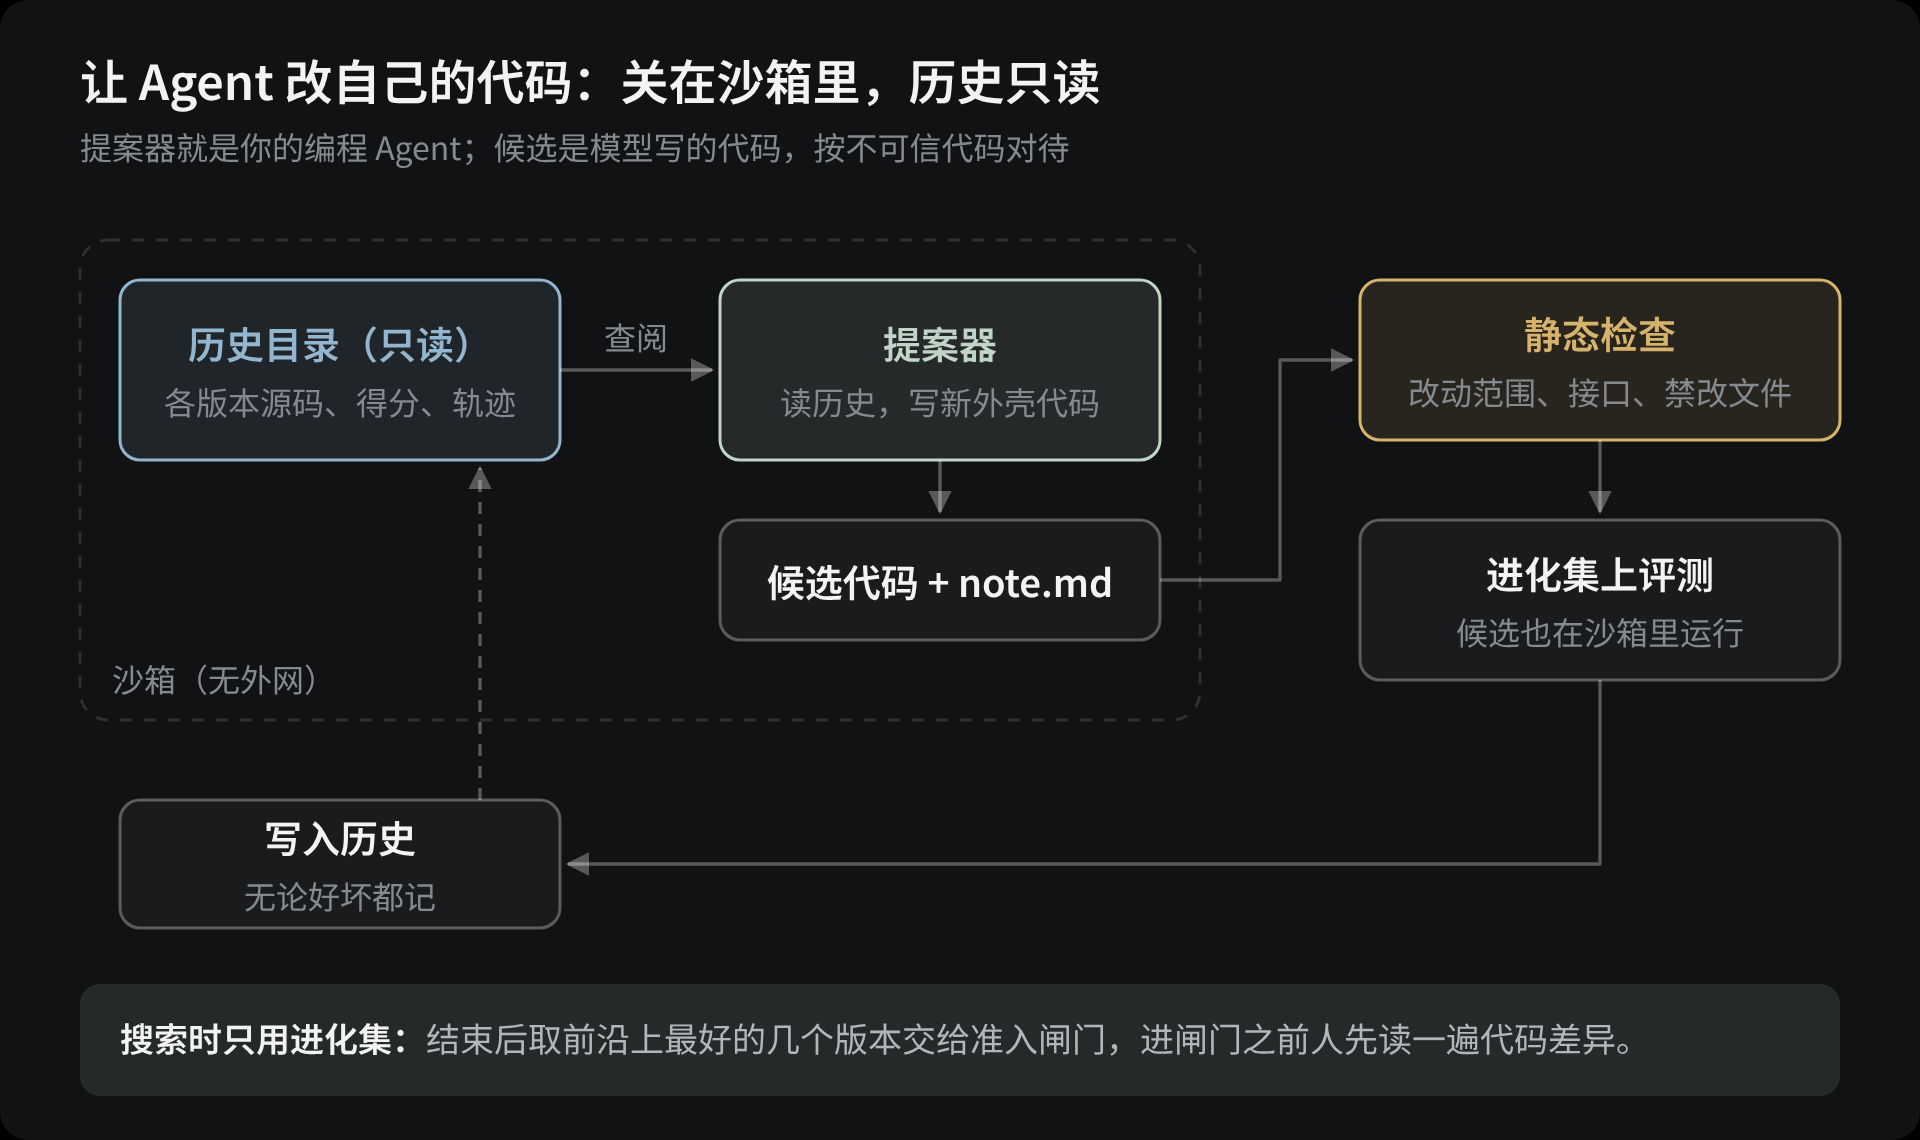 让 Agent 改自己的代码：关在沙箱里，历史只读
提案器就是你的编程 Agent；候选是模型写的代码，按不可信代码对待
历史目录（只读）
各版本源码、得分、轨迹
查阅
提案器
读历史，写新外壳代码
静态检查
改动范围、接口、禁改文件
候选代码 + note.md
进化集上评测
候选也在沙箱里运行
沙箱（无外网）
写入历史
无论好坏都记
搜索时只用进化集：结束后取前沿上最好的几个版本交给准入闸门，进闸门之前人先读一遍代码差异。